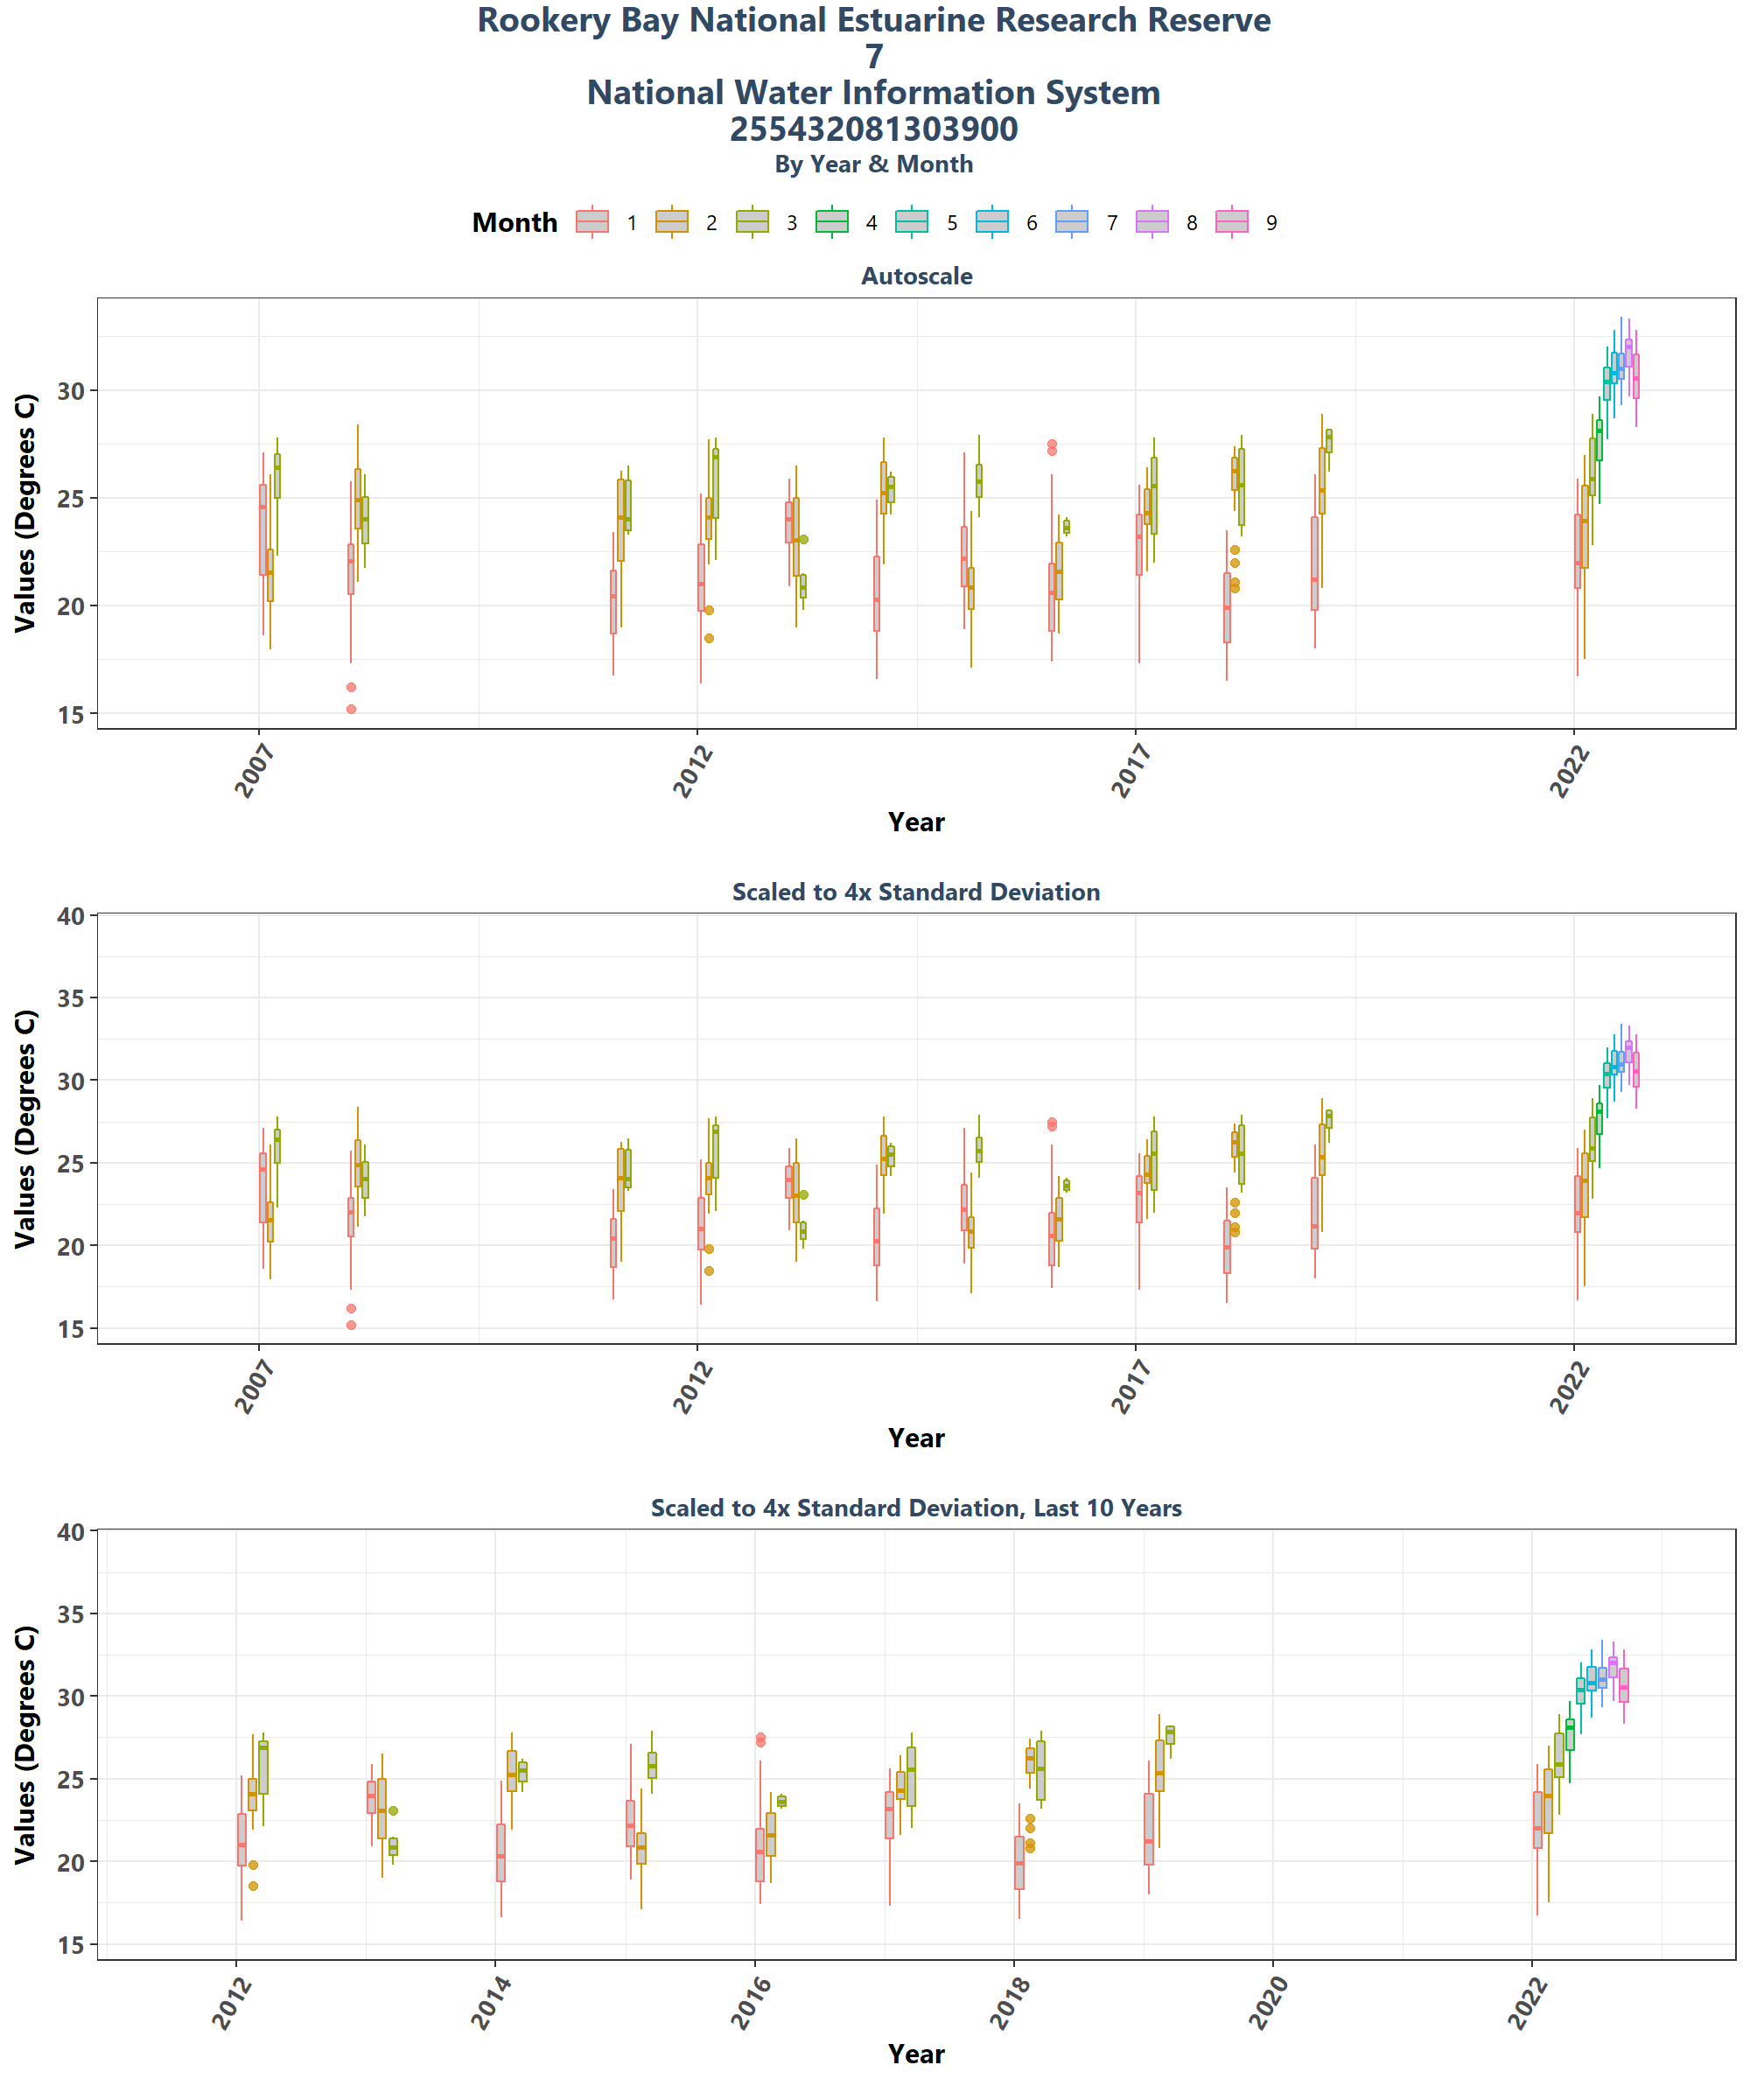 Rookery Bay National Estuarine Research Reserve
7
National Water Information System
255432081303900
By Year & Month
Month 1 2 3 4 5 6 7 8 9
Autoscale
Values (Degrees C)
30
25
20
15
2007 2012 2017 2022
Year
Scaled to 4x Standard Deviation
Values (Degrees C)
40
35
30
25
20
15
2007 2012 2017 2022
Year
Scaled to 4x Standard Deviation, Last 10 Years
Values (Degrees C)
40
35
30
25
20
15
2012 2014 2016 2018 2020 2022
Year